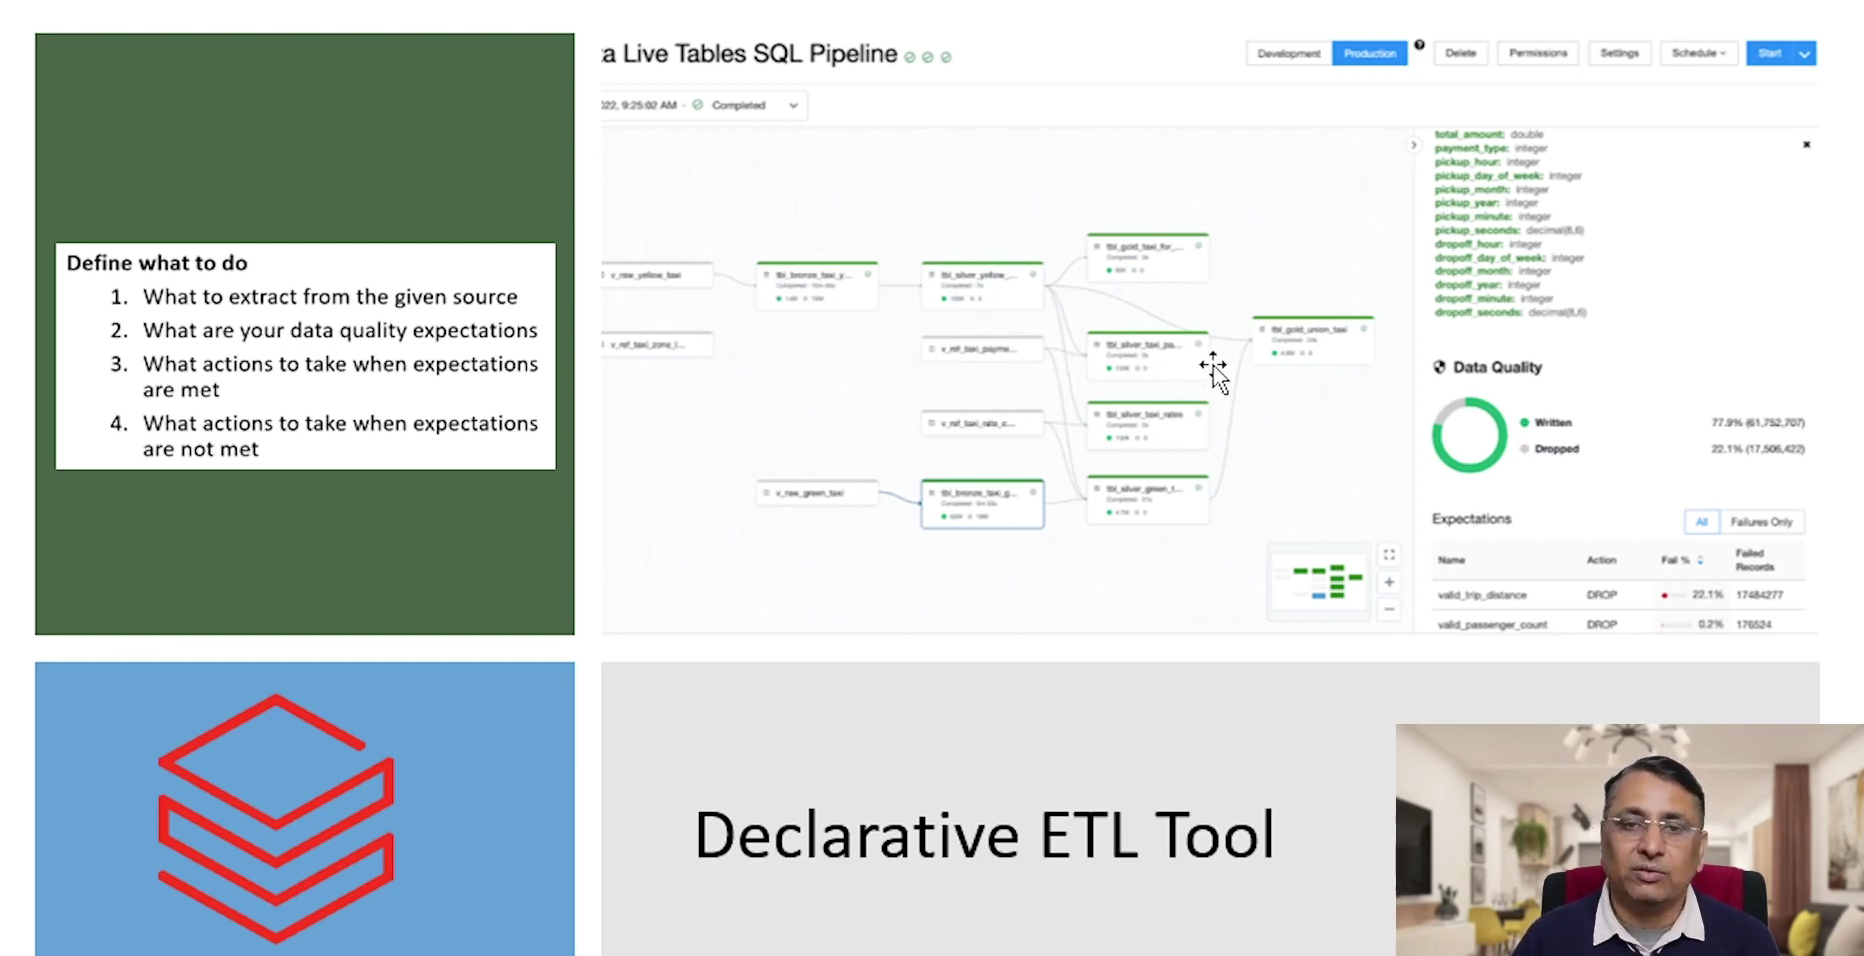 Define what to do
1. What to extract from the given source
2. What are your data quality expectations
3. What actions to take when expectations
are met
4. What actions to take when expectations
are not met
a Live Tables SQL Pipeline
Development
Production
Delete
Permissions
Settings
Schedule
Start
022, 9:25:02 AM · Completed
v_raw_yellow_taxi
v_ref_taxi_zone_l...
tbl_bronze_taxi_y...
tbl_silver_yellow_...
v_ref_taxi_payme...
v_ref_taxi_rate_c...
v_raw_green_taxi
tbl_bronze_taxi_g...
tbl_gold_taxi_for_...
tbl_silver_taxi_pa...
tbl_silver_taxi_rates
tbl_silver_green_t...
tbl_gold_union_taxi
total_amount: double
payment_type: integer
pickup_hour: integer
pickup_day_of_week: integer
pickup_month: integer
pickup_year: integer
pickup_minute: integer
pickup_seconds: decimal(8,6)
dropoff_hour: integer
dropoff_day_of_week: integer
dropoff_month: integer
dropoff_year: integer
dropoff_minute: integer
dropoff_seconds: decimal(8,6)
Data Quality
Written 77.9% (61,752,707)
Dropped 22.1% (17,506,422)
Expectations
All
Failures Only
Name Action Fail % Failed
Records
valid_trip_distance DROP 22.1% 17484277
valid_passenger_count DROP 0.2% 176524
Declarative ETL Tool